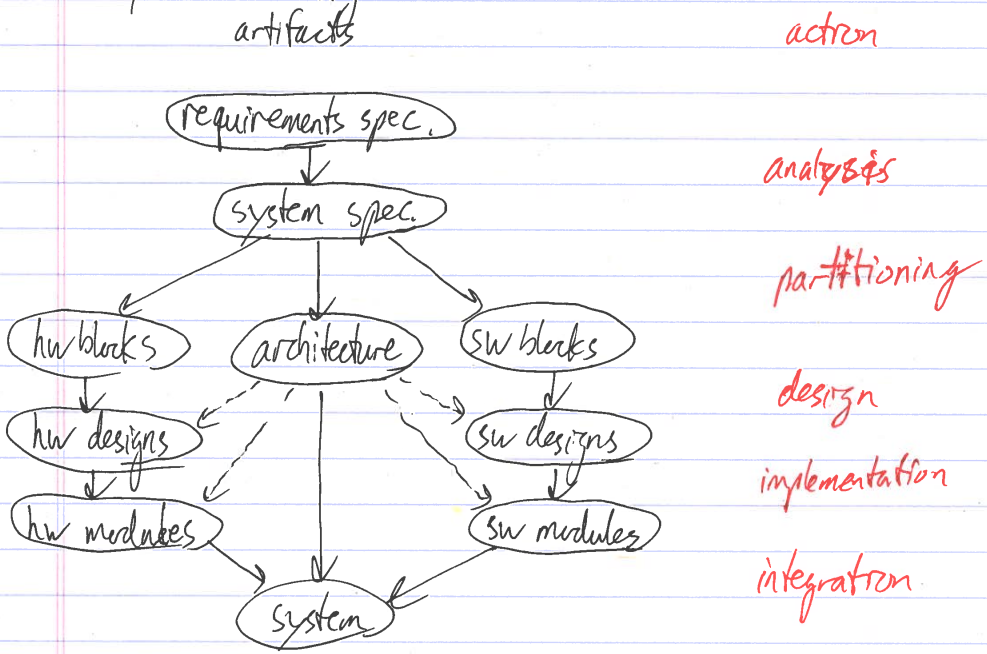 artifacts action
requirements spec.
analysis
system spec.
partitioning
hw blocks architecture sw blocks
design
hw designs sw designs
implementation
hw modules sw modules
integration
system